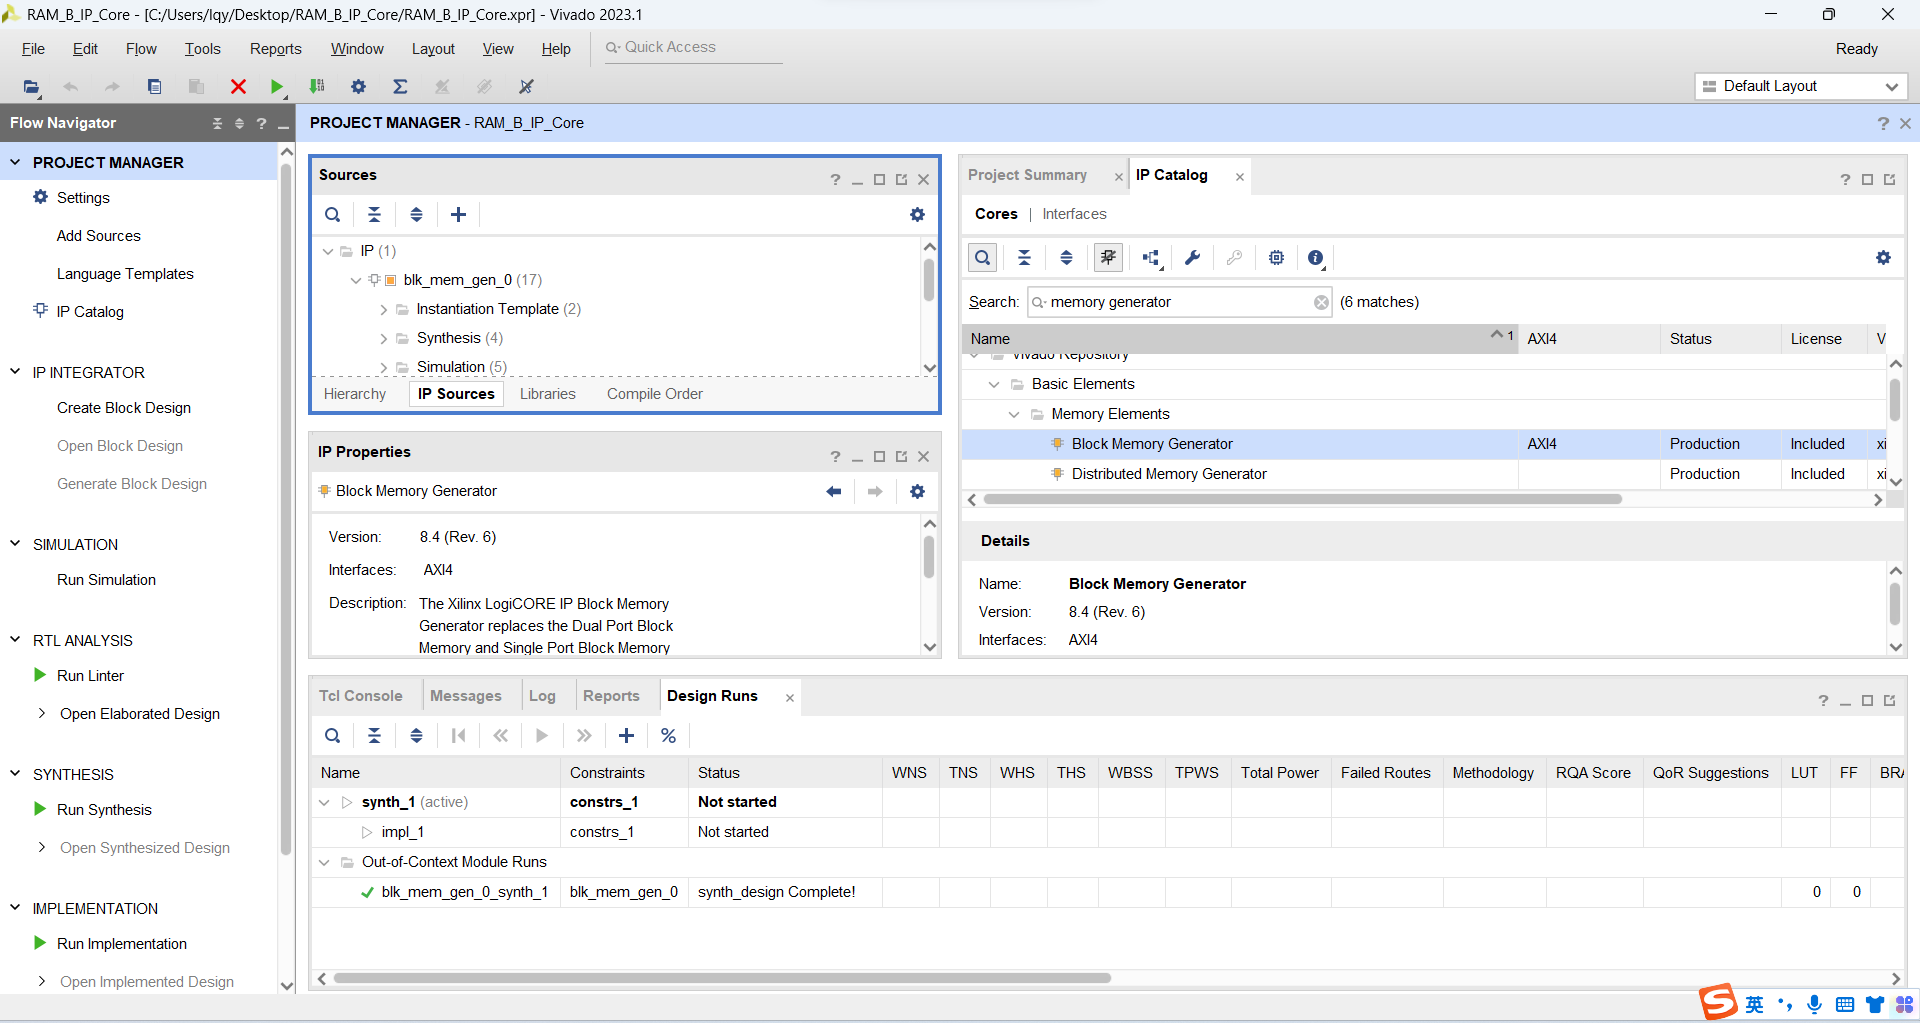 RAM_B_IP_Core - [C:/Users/lqy/Desktop/RAM_B_IP_Core/RAM_B_IP_Core.xpr] - Vivado 2023.1
File Edit Flow Tools Reports Window Layout View Help Quick Access Ready
Default Layout
Flow Navigator
PROJECT MANAGER
Settings
Add Sources
Language Templates
IP Catalog
IP INTEGRATOR
Create Block Design
Open Block Design
Generate Block Design
SIMULATION
Run Simulation
RTL ANALYSIS
Run Linter
Open Elaborated Design
SYNTHESIS
Run Synthesis
Open Synthesized Design
IMPLEMENTATION
Run Implementation
Open Implemented Design
PROJECT MANAGER - RAM_B_IP_Core
Sources
IP (1)
blk_mem_gen_0 (17)
Instantiation Template (2)
Synthesis (4)
Simulation (5)
Hierarchy IP Sources Libraries Compile Order
IP Properties
Block Memory Generator
Version: 8.4 (Rev. 6)
Interfaces: AXI4
Description: The Xilinx LogiCORE IP Block Memory
Generator replaces the Dual Port Block
Memory and Single Port Block Memory
Project Summary IP Catalog
Cores | Interfaces
Search: memory generator (6 matches)
Name 1 AXI4 Status License V
Vivado Repository
Basic Elements
Memory Elements
Block Memory Generator AXI4 Production Included xi
Distributed Memory Generator Production Included xi
Details
Name: Block Memory Generator
Version: 8.4 (Rev. 6)
Interfaces: AXI4
Tcl Console Messages Log Reports Design Runs
Name Constraints Status WNS TNS WHS THS WBSS TPWS Total Power Failed Routes Methodology RQA Score QoR Suggestions LUT FF BRA
synth_1 (active) constrs_1 Not started
impl_1 constrs_1 Not started
Out-of-Context Module Runs
blk_mem_gen_0_synth_1 blk_mem_gen_0 synth_design Complete! 0 0
英